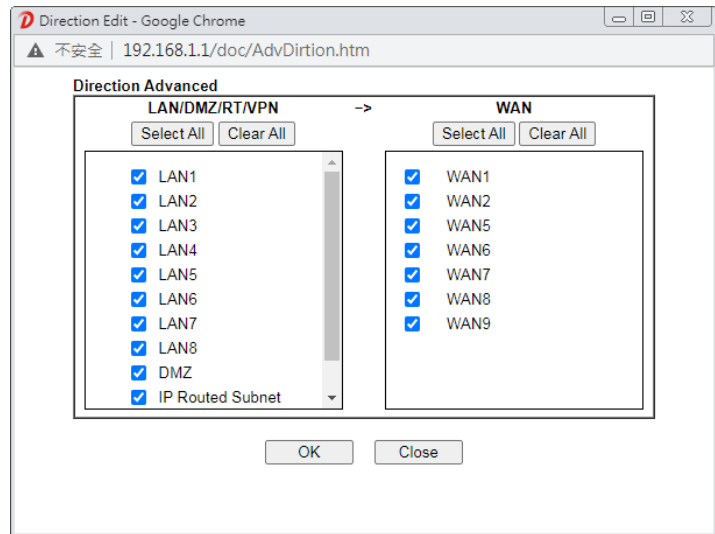 Direction Edit - Google Chrome
不安全 | 192.168.1.1/doc/AdvDirtion.htm
Direction Advanced
LAN/DMZ/RT/VPN -> WAN
Select All Clear All Select All Clear All
LAN1 WAN1
LAN2 WAN2
LAN3 WAN5
LAN4 WAN6
LAN5 WAN7
LAN6 WAN8
LAN7 WAN9
LAN8
DMZ
IP Routed Subnet
OK Close